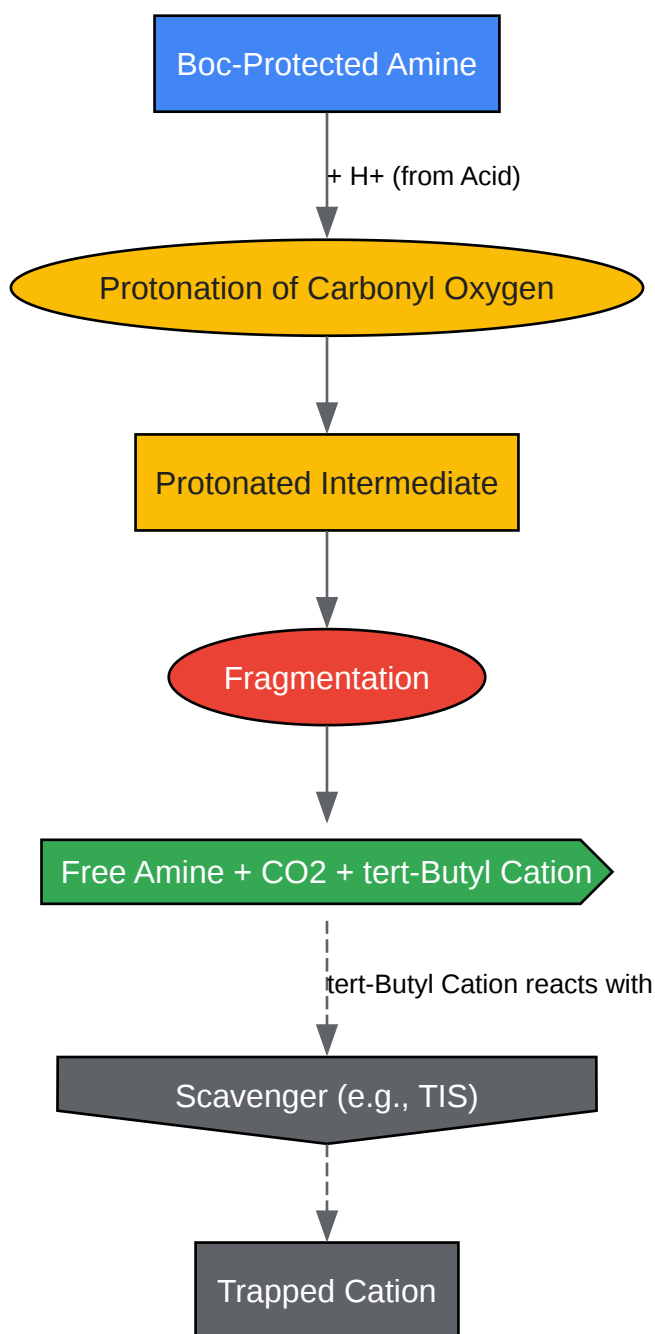 Boc-Protected Amine
+ H+ (from Acid)
Protonation of Carbonyl Oxygen
Protonated Intermediate
Fragmentation
Free Amine + CO2 + tert-Butyl Cation
tert-Butyl Cation reacts with
Scavenger (e.g., TIS)
Trapped Cation